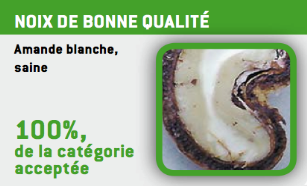 NOIX DE BONNE QUALITÉ
Amande blanche,
saine
100%,
de la catégorie
acceptée